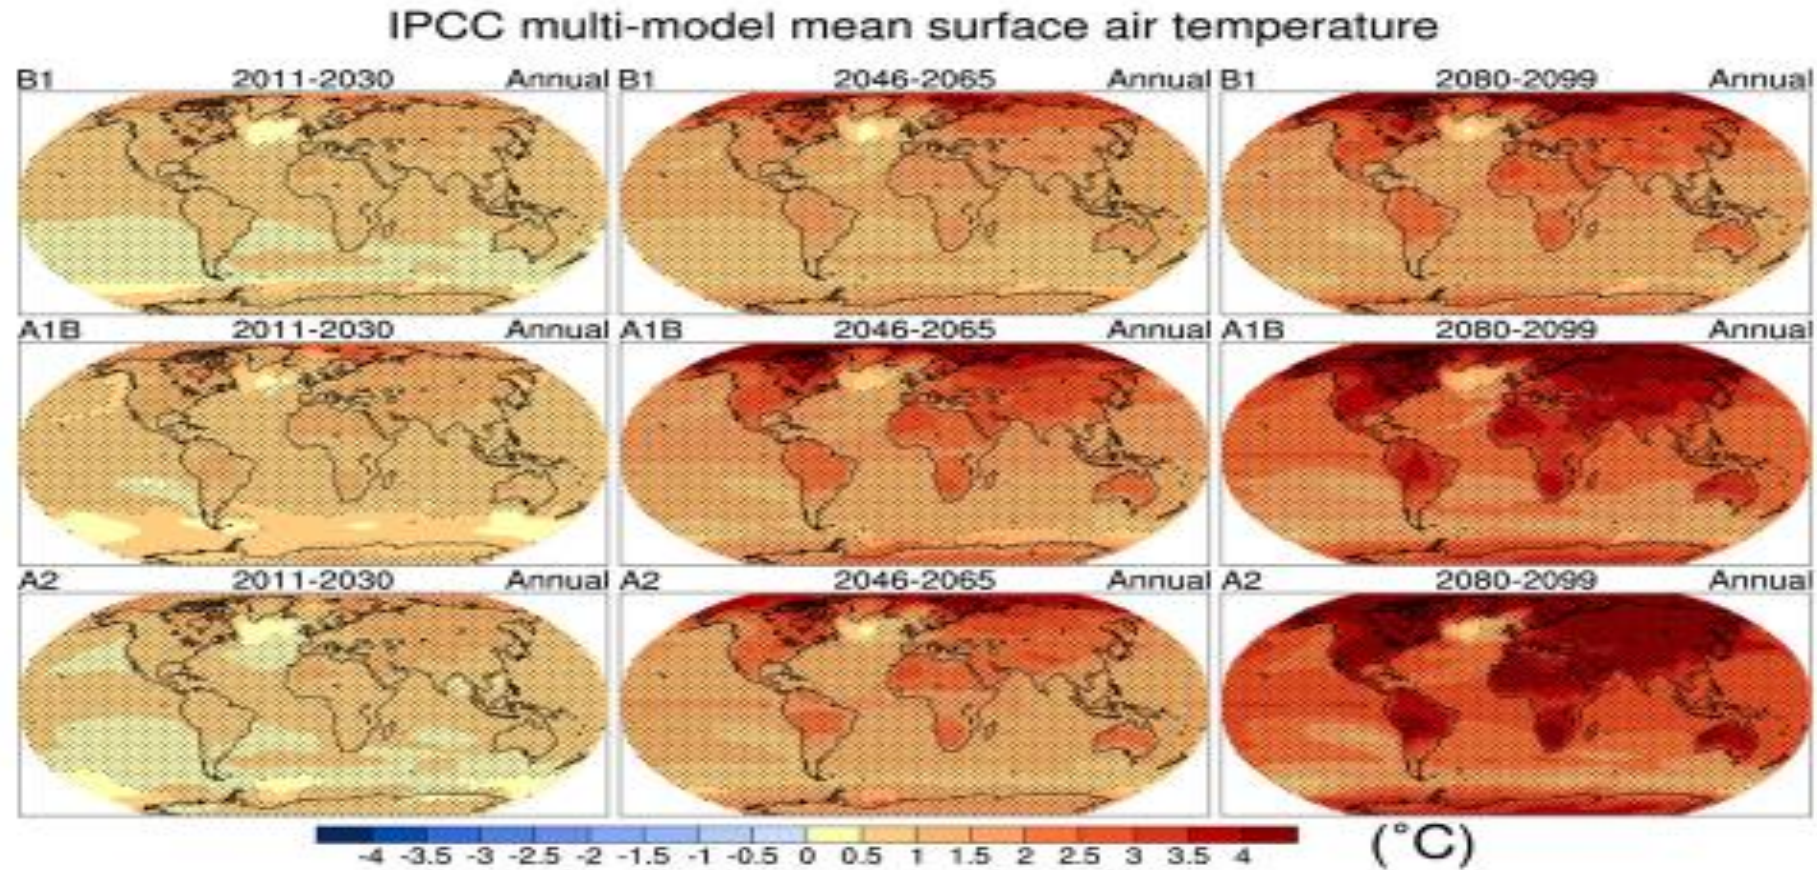 IPCC multi-model mean surface air temperature
B1 2011-2030 Annual B1 2046-2065 Annual B1 2080-2099 Annual
A1B 2011-2030 Annual A1B 2046-2065 Annual A1B 2080-2099 Annual
A2 2011-2030 Annual A2 2046-2065 Annual A2 2080-2099 Annual
-4 -3.5 -3 -2.5 -2 -1.5 -1 -0.5 0 0.5 1 1.5 2 2.5 3 3.5 4 (°C)